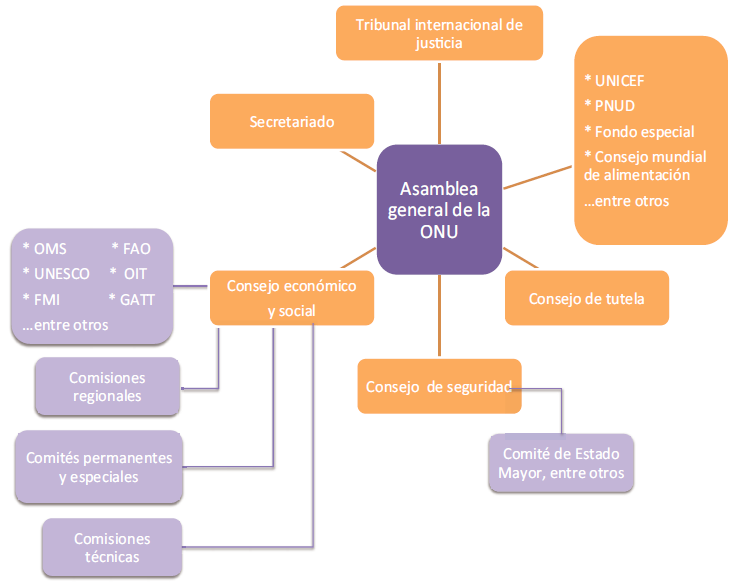 Tribunal internacional de
justicia
Secretariado
* UNICEF
* PNUD
* Fondo especial
* Consejo mundial
de alimentación
...entre otros
Asamblea
general de la
ONU
* OMS * FAO
* UNESCO * OIT
* FMI * GATT
...entre otros
Consejo económico
y social
Consejo de tutela
Comisiones
regionales
Consejo de seguridad
Comités permanentes
y especiales
Comité de Estado
Mayor, entre otros
Comisiones
técnicas